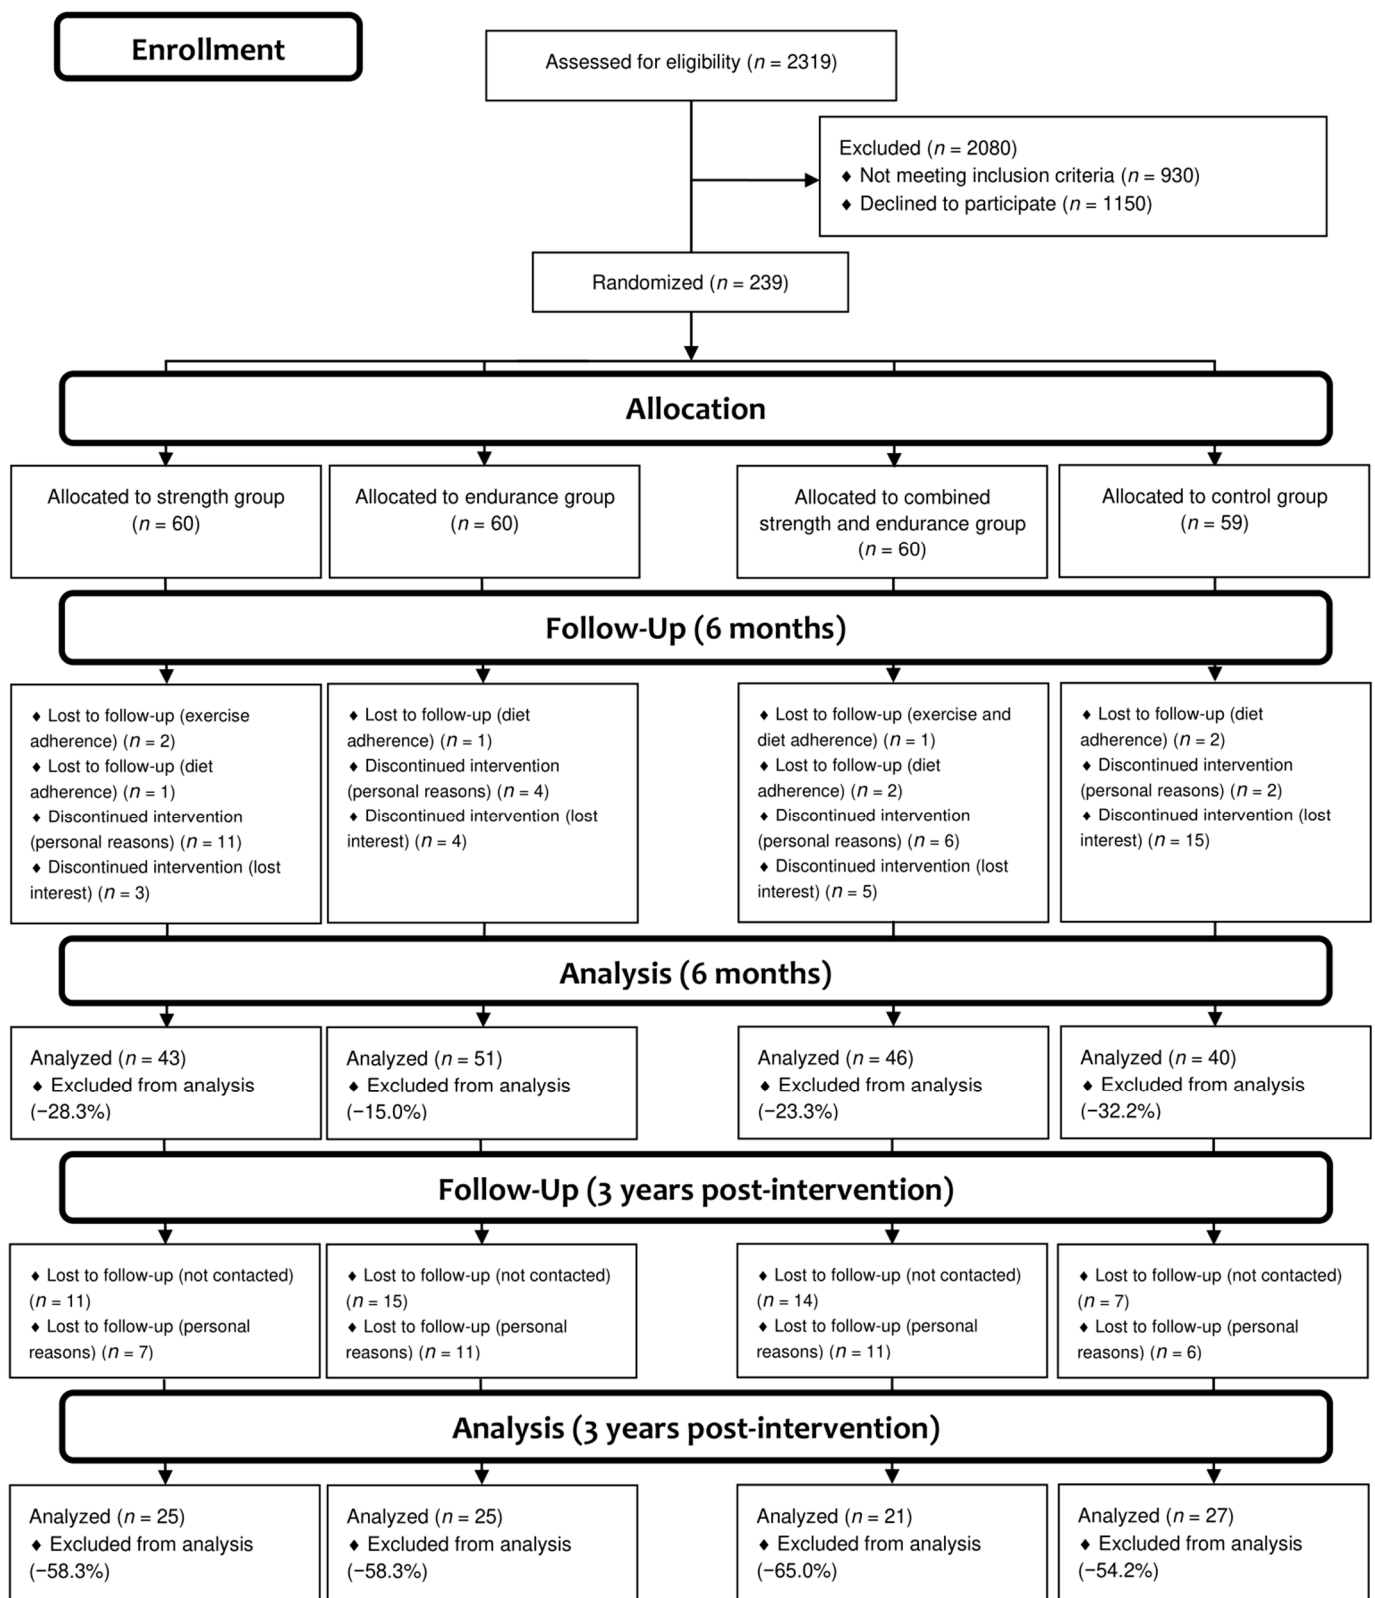 Enrollment
Assessed for eligibility (n = 2319)
Excluded (n = 2080)
♦ Not meeting inclusion criteria (n = 930)
♦ Declined to participate (n = 1150)
Randomized (n = 239)
Allocation
Allocated to strength group
(n = 60)
Allocated to endurance group
(n = 60)
Allocated to combined
strength and endurance group
(n = 60)
Allocated to control group
(n = 59)
Follow-Up (6 months)
♦ Lost to follow-up (exercise
adherence) (n = 2)
♦ Lost to follow-up (diet
adherence) (n = 1)
♦ Discontinued intervention
(personal reasons) (n = 11)
♦ Discontinued intervention (lost
interest) (n = 3)
♦ Lost to follow-up (diet
adherence) (n = 1)
♦ Discontinued intervention
(personal reasons) (n = 4)
♦ Discontinued intervention (lost
interest) (n = 4)
♦ Lost to follow-up (exercise and
diet adherence) (n = 1)
♦ Lost to follow-up (diet
adherence) (n = 2)
♦ Discontinued intervention
(personal reasons) (n = 6)
♦ Discontinued intervention (lost
interest) (n = 5)
♦ Lost to follow-up (diet
adherence) (n = 2)
♦ Discontinued intervention
(personal reasons) (n = 2)
♦ Discontinued intervention (lost
interest) (n = 15)
Analysis (6 months)
Analyzed (n = 43)
♦ Excluded from analysis
(−28.3%)
Analyzed (n = 51)
♦ Excluded from analysis
(−15.0%)
Analyzed (n = 46)
♦ Excluded from analysis
(−23.3%)
Analyzed (n = 40)
♦ Excluded from analysis
(−32.2%)
Follow-Up (3 years post-intervention)
♦ Lost to follow-up (not contacted)
(n = 11)
♦ Lost to follow-up (personal
reasons) (n = 7)
♦ Lost to follow-up (not contacted)
(n = 15)
♦ Lost to follow-up (personal
reasons) (n = 11)
♦ Lost to follow-up (not contacted)
(n = 14)
♦ Lost to follow-up (personal
reasons) (n = 11)
♦ Lost to follow-up (not contacted)
(n = 7)
♦ Lost to follow-up (personal
reasons) (n = 6)
Analysis (3 years post-intervention)
Analyzed (n = 25)
♦ Excluded from analysis
(−58.3%)
Analyzed (n = 25)
♦ Excluded from analysis
(−58.3%)
Analyzed (n = 21)
♦ Excluded from analysis
(−65.0%)
Analyzed (n = 27)
♦ Excluded from analysis
(−54.2%)